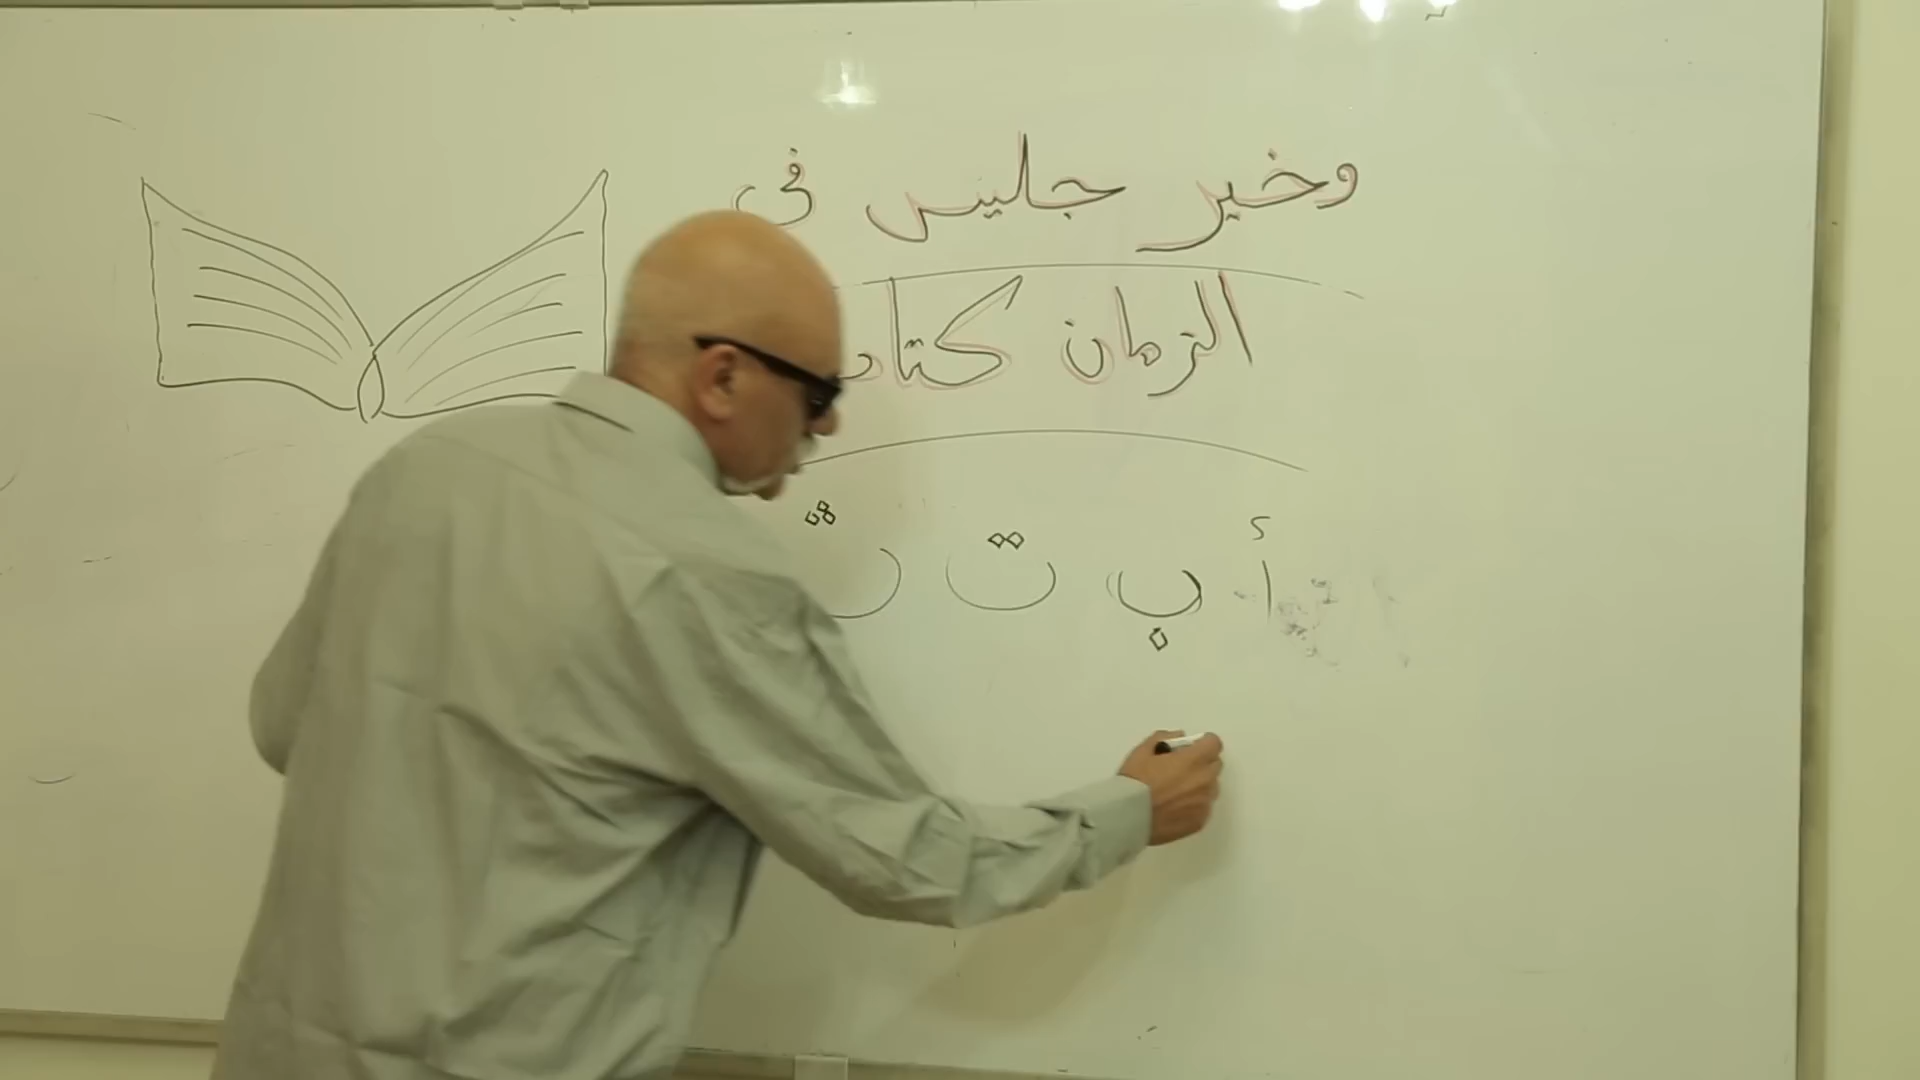 وخير جليس في
الزمان كتاب
أ ب ت ث